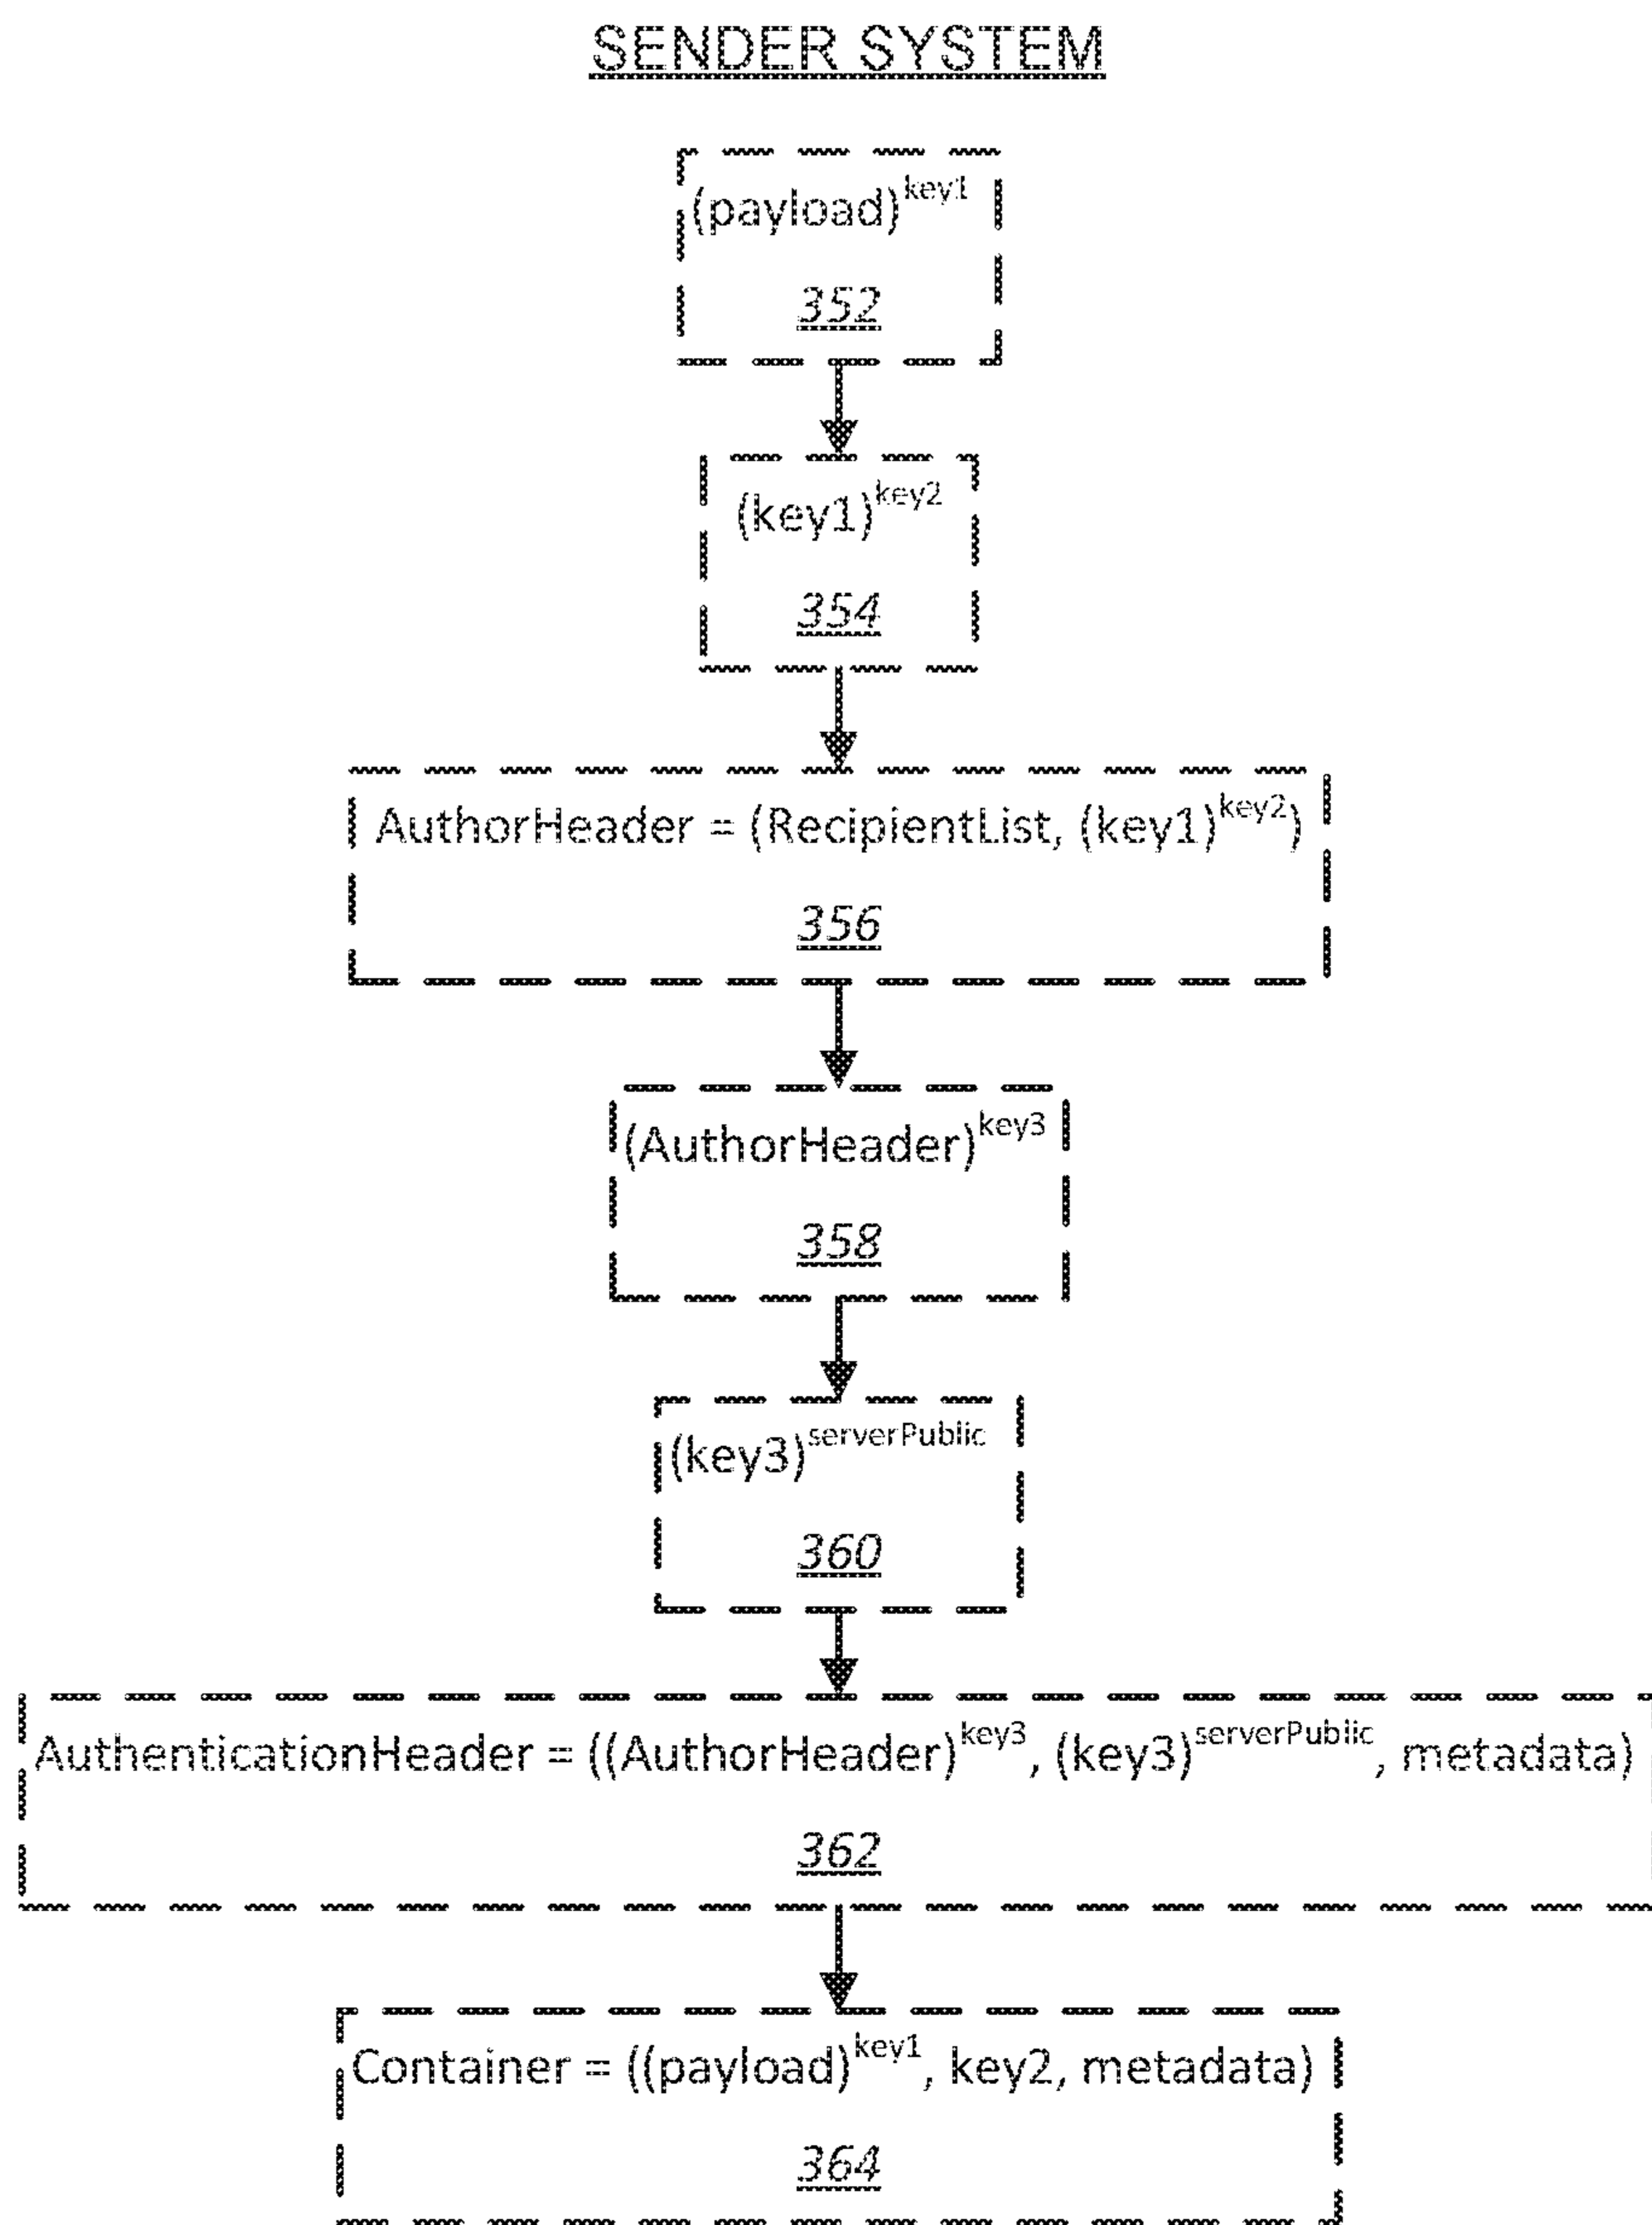 SENDER SYSTEM
(payload)^key1
352
(key1)^key2
354
AuthorHeader = (RecipientList, (key1)^key2)
356
(AuthorHeader)^key3
358
(key3)^serverPublic
360
AuthenticationHeader = ((AuthorHeader)^key3, (key3)^serverPublic, metadata)
362
Container = ((payload)^key1, key2, metadata)
364